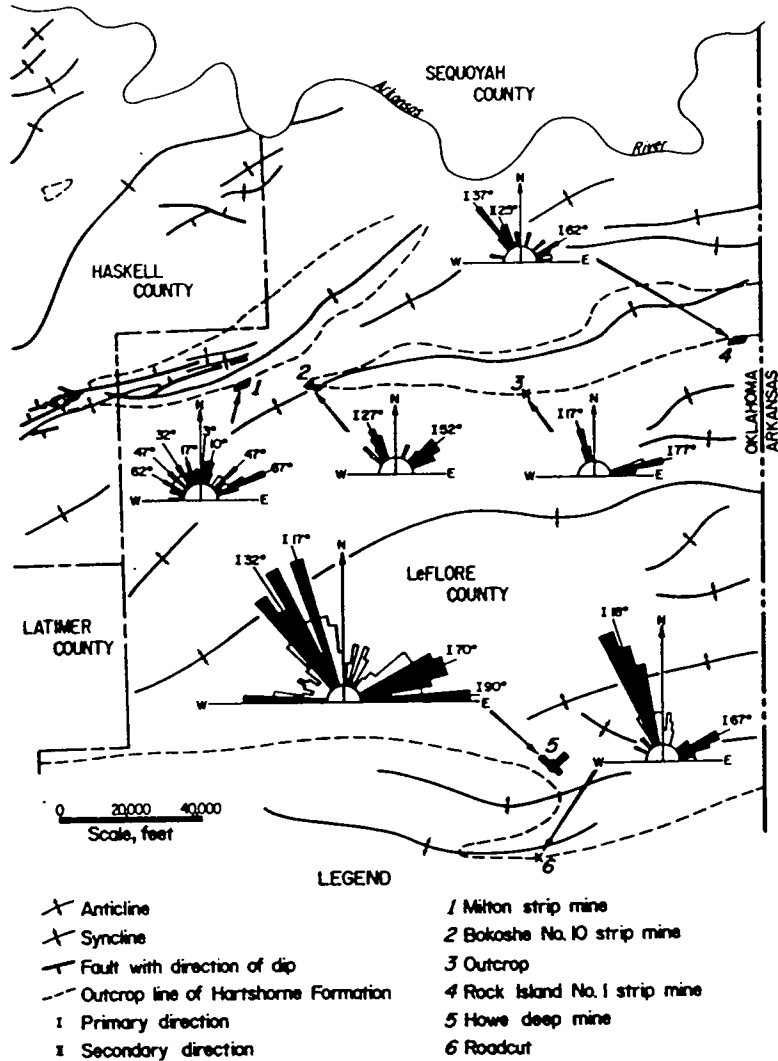 SEQUOYAH
COUNTY
Arkansas
River
N
I 37°
I 25°
I 62°
W
E
HASKELL
COUNTY
4
2
1
3
OKLAHOMA
ARKANSAS
N
32°
17°
3°
10°
47°
47°
62°
67°
W
E
N
I 27°
I 52°
W
E
N
I 17°
I 77°
W
E
LATIMER
COUNTY
LeFLORE
COUNTY
N
I 32°
I 17°
I 70°
I 90°
W
E
N
I 18°
I 67°
W
E
5
6
0 20,000 40,000
Scale, feet
LEGEND
Anticline
Syncline
Fault with direction of dip
Outcrop line of Hartshorne Formation
I Primary direction
II Secondary direction
1 Milton strip mine
2 Bokoshe No. 10 strip mine
3 Outcrop
4 Rock Island No. 1 strip mine
5 Howe deep mine
6 Roadcut